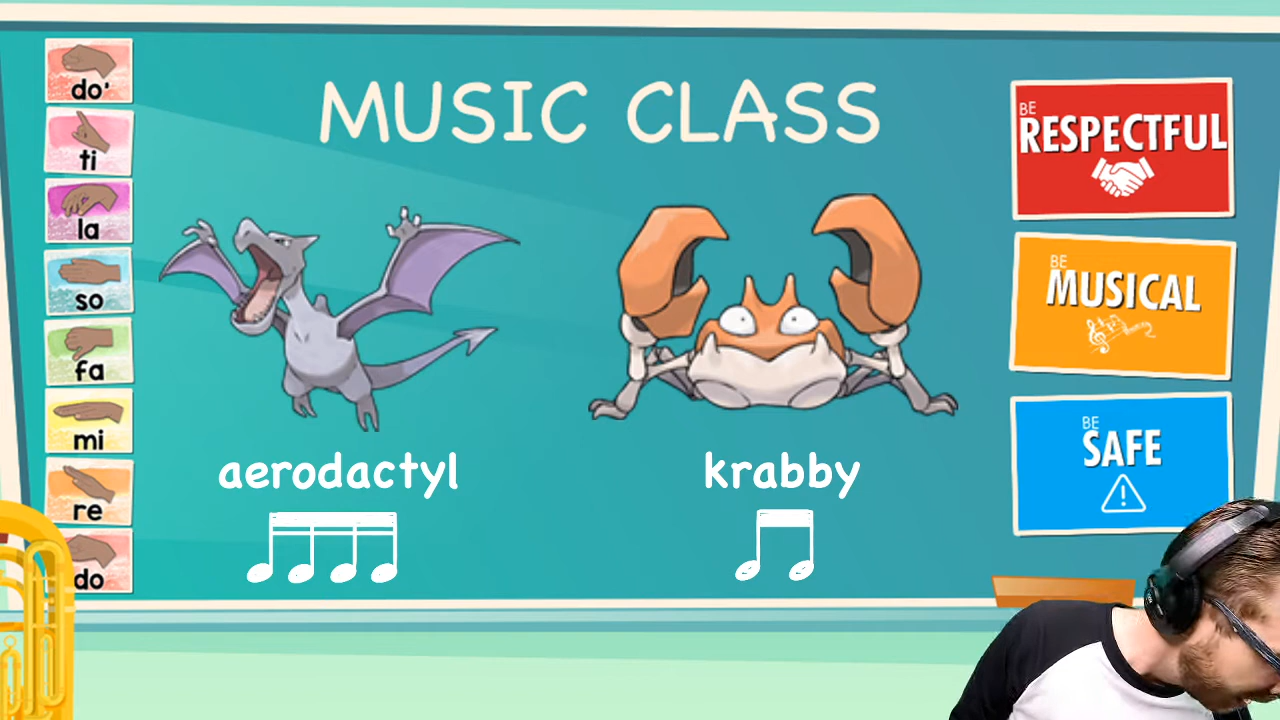 do'
ti
la
so
fa
mi
re
do
MUSIC CLASS
aerodactyl
krabby
BE
RESPECTFUL
BE
MUSICAL
BE
SAFE